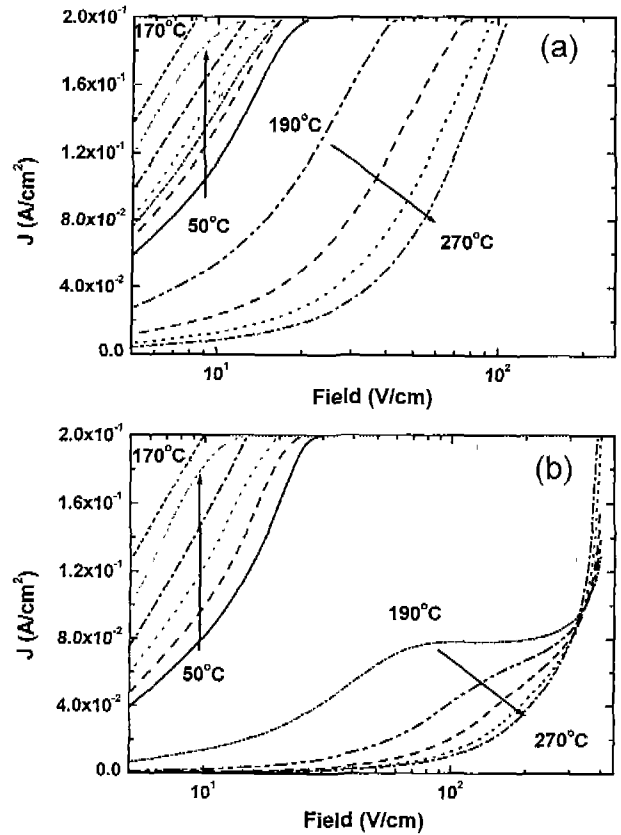 2.0x10⁻¹
170°C
(a)
1.6x10⁻¹
190°C
1.2x10⁻¹
J (A/cm²)
8.0x10⁻²
50°C
270°C
4.0x10⁻²
0.0
10¹ 10²
Field (V/cm)
2.0x10⁻¹
170°C
(b)
1.6x10⁻¹
1.2x10⁻¹
J (A/cm²)
190°C
8.0x10⁻²
50°C
4.0x10⁻²
270°C
0.0
10¹ 10²
Field (V/cm)